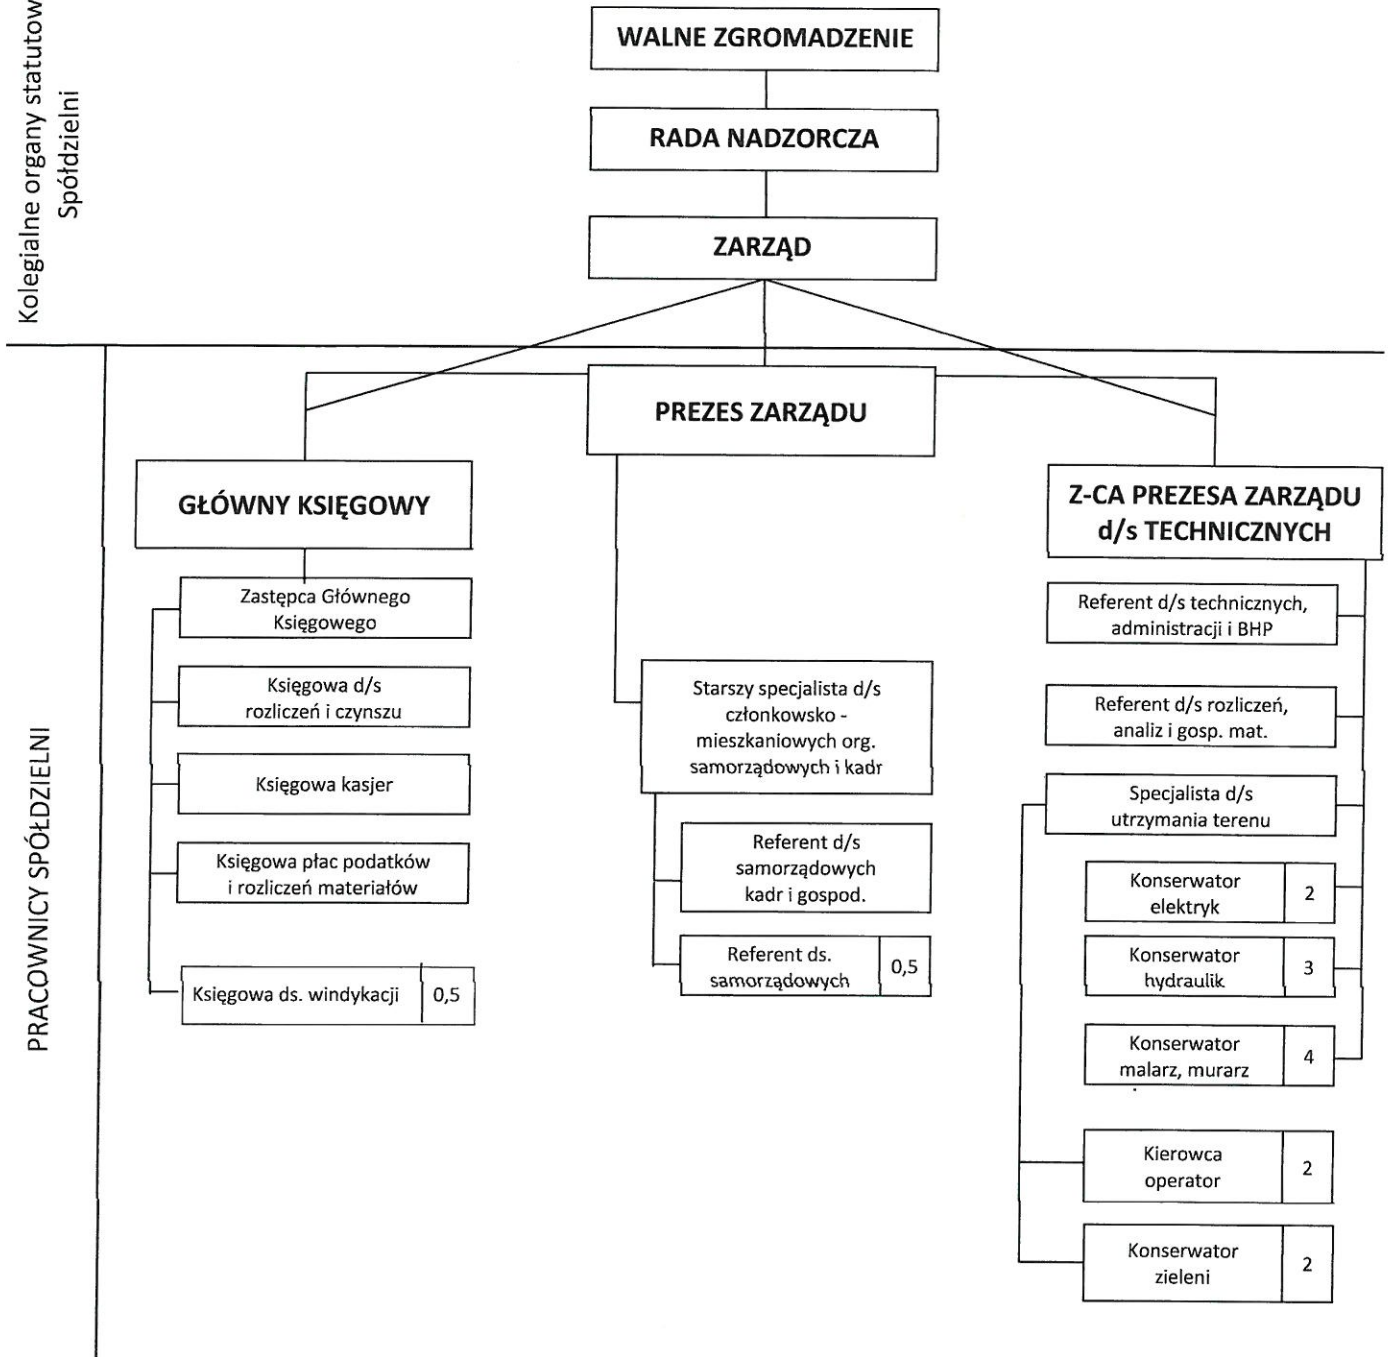 Kolegialne organy statutow
Spółdzielni
WALNE ZGROMADZENIE
RADA NADZORCZA
ZARZĄD
PRACOWNICY SPÓŁDZIELNI
PREZES ZARZĄDU
GŁÓWNY KSIĘGOWY
Zastępca Głównego
Księgowego
Księgowa d/s
rozliczeń i czynszu
Księgowa kasjer
Księgowa płac podatków
i rozliczeń materiałów
Księgowa ds. windykacji 0,5
Starszy specjalista d/s
członkowsko -
mieszkaniowych org.
samorządowych i kadr
Referent d/s
samorządowych
kadr i gospod.
Referent ds.
samorządowych
0,5
Z-CA PREZESA ZARZĄDU
d/s TECHNICZNYCH
Referent d/s technicznych,
administracji i BHP
Referent d/s rozliczeń,
analiz i gosp. mat.
Specjalista d/s
utrzymania terenu
Konserwator
elektryk
2
Konserwator
hydraulik
3
Konserwator
malarz, murarz
4
Kierowca
operator
2
Konserwator
zieleni
2